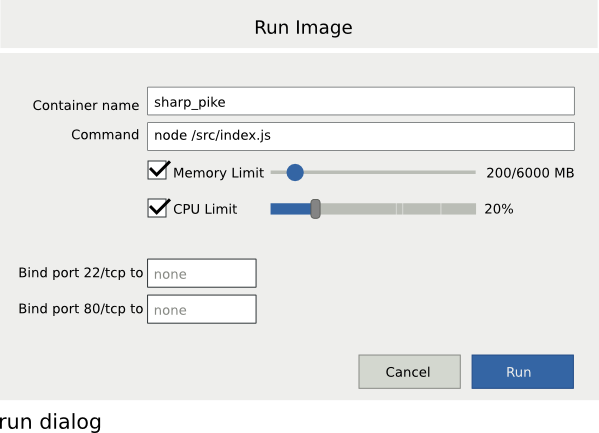 Run Image
Container name sharp_pike
Command node /src/index.js
Memory Limit 200/6000 MB
CPU Limit 20%
Bind port 22/tcp to none
Bind port 80/tcp to none
Cancel Run
run dialog